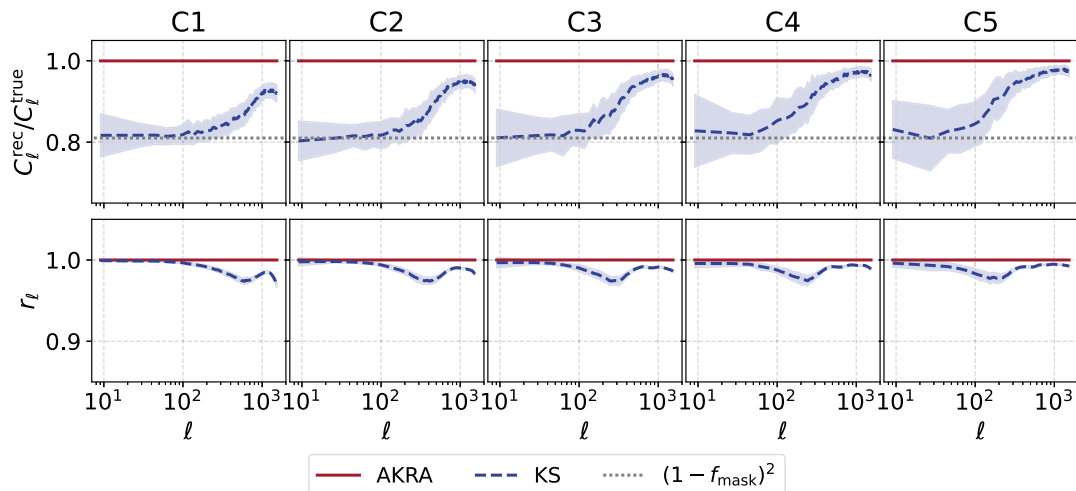 C1 C2 C3 C4 C5
C_ℓ^rec/C_ℓ^true
1.0
0.8
r_ℓ
1.0
0.9
10^1 10^2 10^3 10^1 10^2 10^3 10^1 10^2 10^3 10^1 10^2 10^3 10^1 10^2 10^3
ℓ ℓ ℓ ℓ ℓ
AKRA KS (1 − f_mask)^2